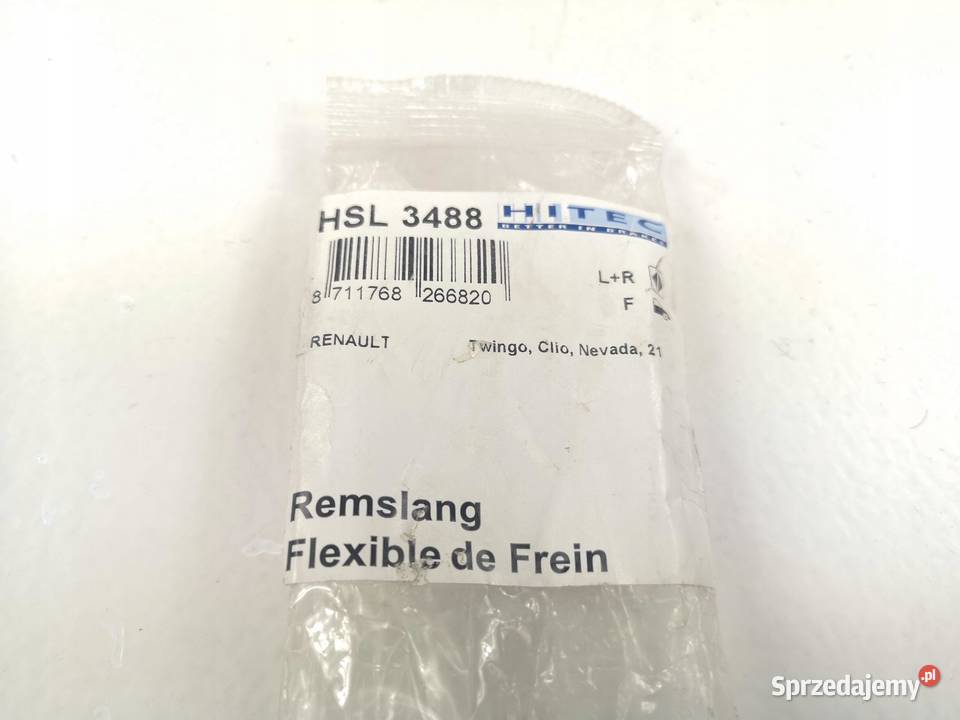 HSL 3488 HITEC
BETTER IN BRAKES
8 711768 266820
L+R
F
RENAULT Twingo, Clio, Nevada, 21
Remslang
Flexible de Frein
Sprzedajemy.pl